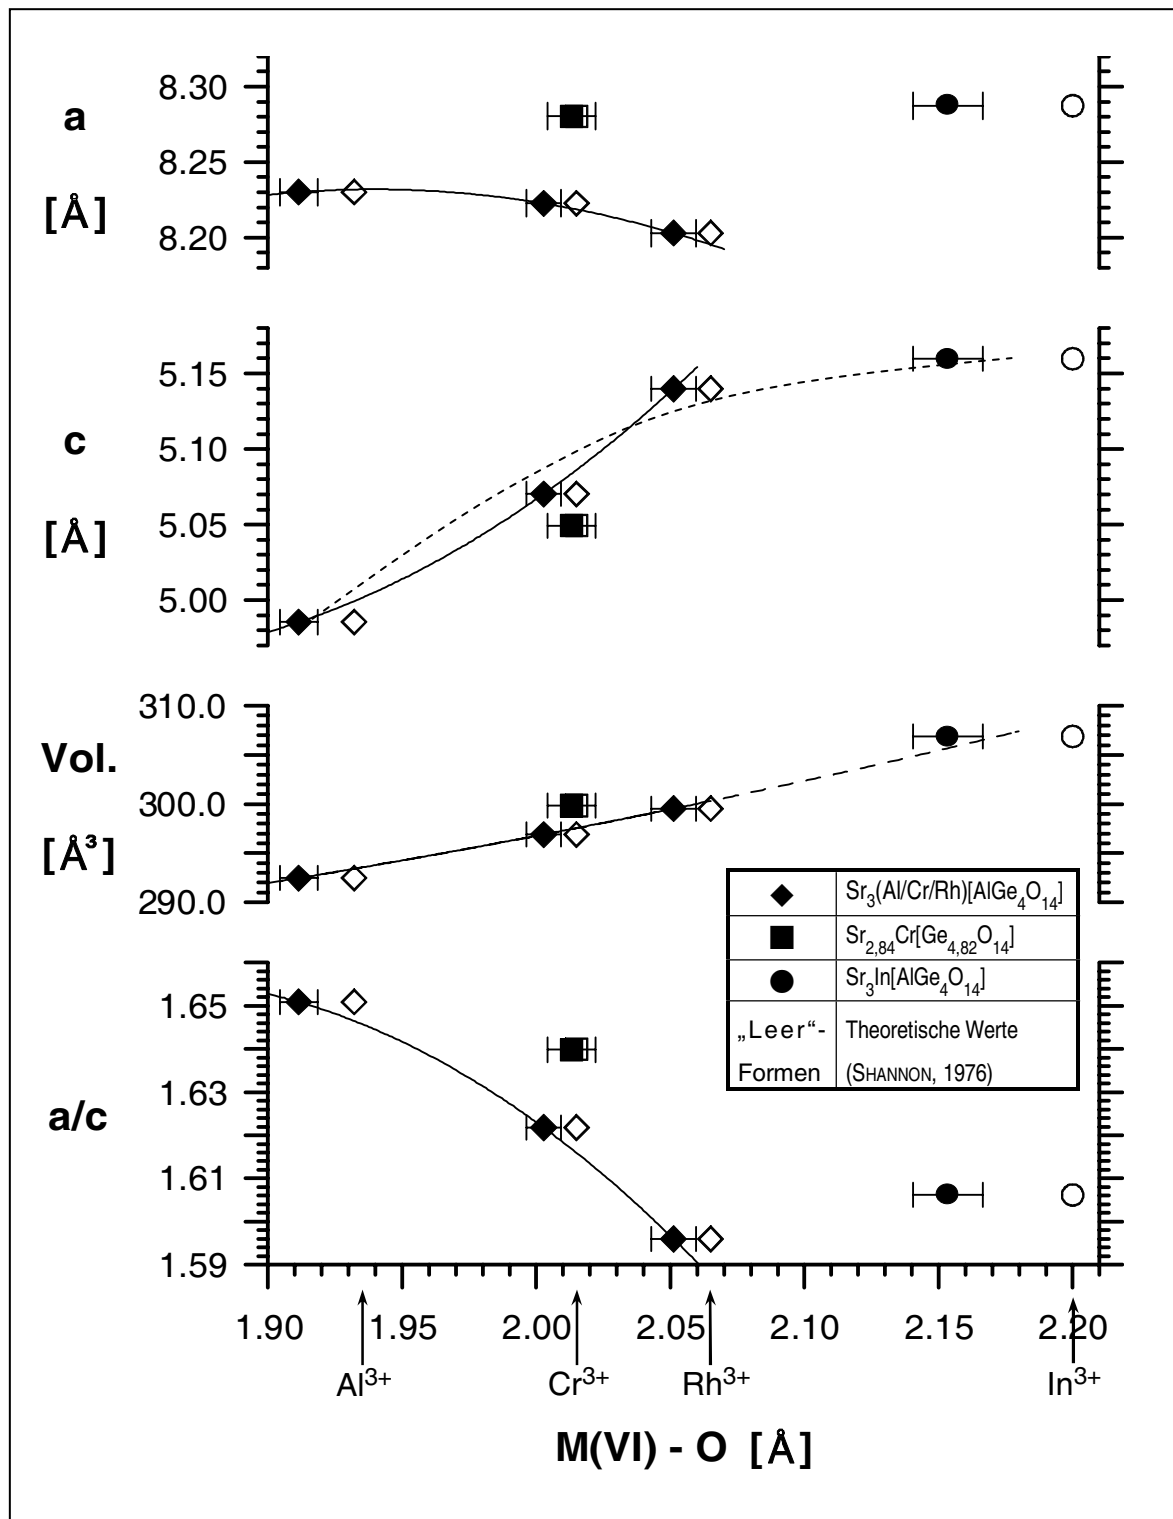 a
[Å]
8.30
8.25
8.20
c
[Å]
5.15
5.10
5.05
5.00
Vol.
[Å³]
310.0
300.0
290.0
a/c
1.65
1.63
1.61
1.59
Sr3(Al/Cr/Rh)[AlGe4O14]
Sr2,84Cr[Ge4,82O14]
Sr3In[AlGe4O14]
„Leer“- Theoretische Werte
Formen (SHANNON, 1976)
1.90 1.95 2.00 2.05 2.10 2.15 2.20
Al3+ Cr3+ Rh3+ In3+
M(VI) - O [Å]